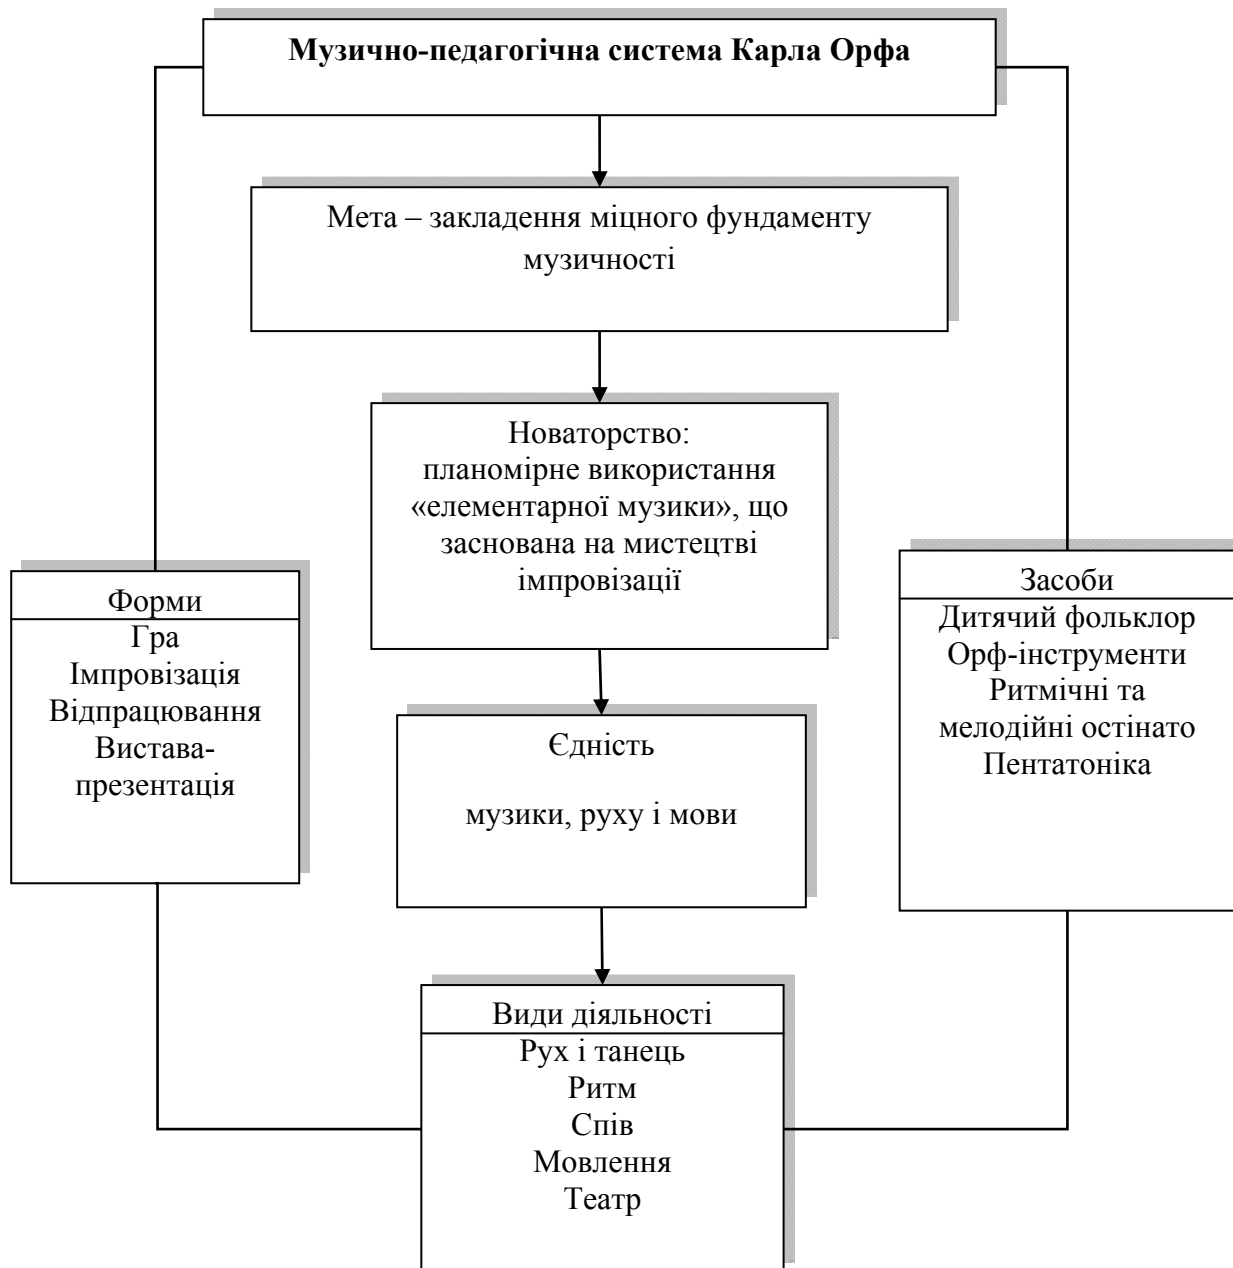 Музично-педагогічна система Карла Орфа
Мета – закладення міцного фундаменту
музичності
Новаторство:
планомірне використання
«елементарної музики», що
заснована на мистецтві
імпровізації
Форми
Гра
Імпровізація
Відпрацювання
Вистава-
презентація
Засоби
Дитячий фольклор
Орф-інструменти
Ритмічні та
мелодійні остінато
Пентатоніка
Єдність
музики, руху і мови
Види діяльності
Рух і танець
Ритм
Спів
Мовлення
Театр